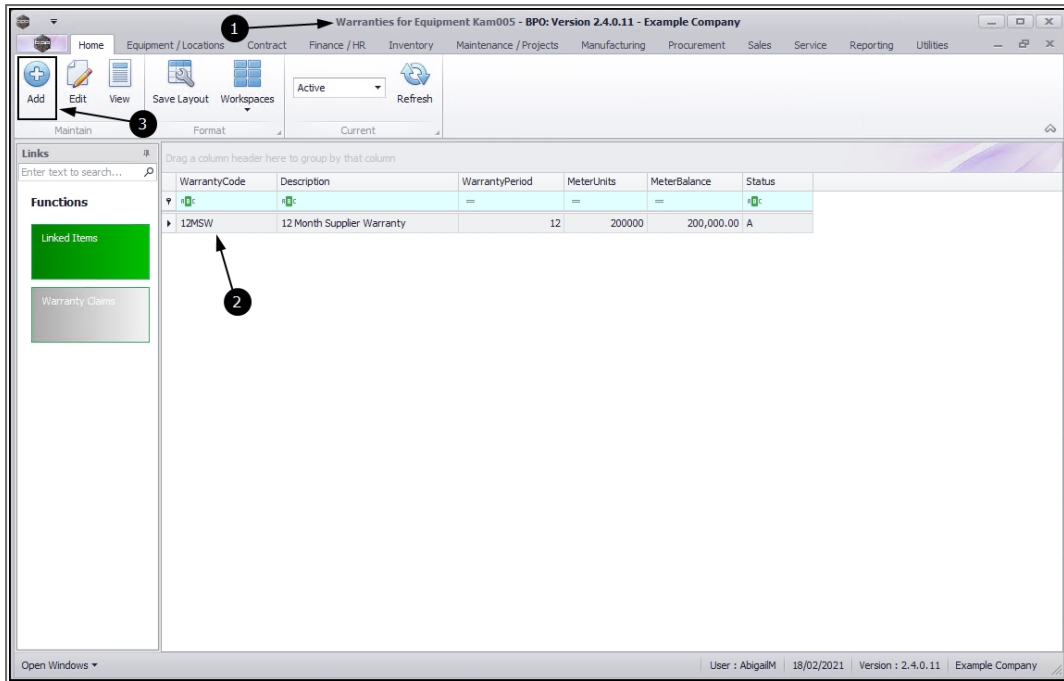 Warranties for Equipment Kam005 - BPO: Version 2.4.0.11 - Example Company
1
Home Equipment / Locations Contract Finance / HR Inventory Maintenance / Projects Manufacturing Procurement Sales Service Reporting Utilities
Add Edit View Save Layout Workspaces Active Refresh
3
Maintain Format Current
Links
Enter text to search...
Drag a column header here to group by that column
WarrantyCode Description WarrantyPeriod MeterUnits MeterBalance Status
Functions
= = =
12MSW 12 Month Supplier Warranty 12 200000 200,000.00 A
Linked Items
2
Warranty Claims
Open Windows User : AbigailM 18/02/2021 Version : 2.4.0.11 Example Company